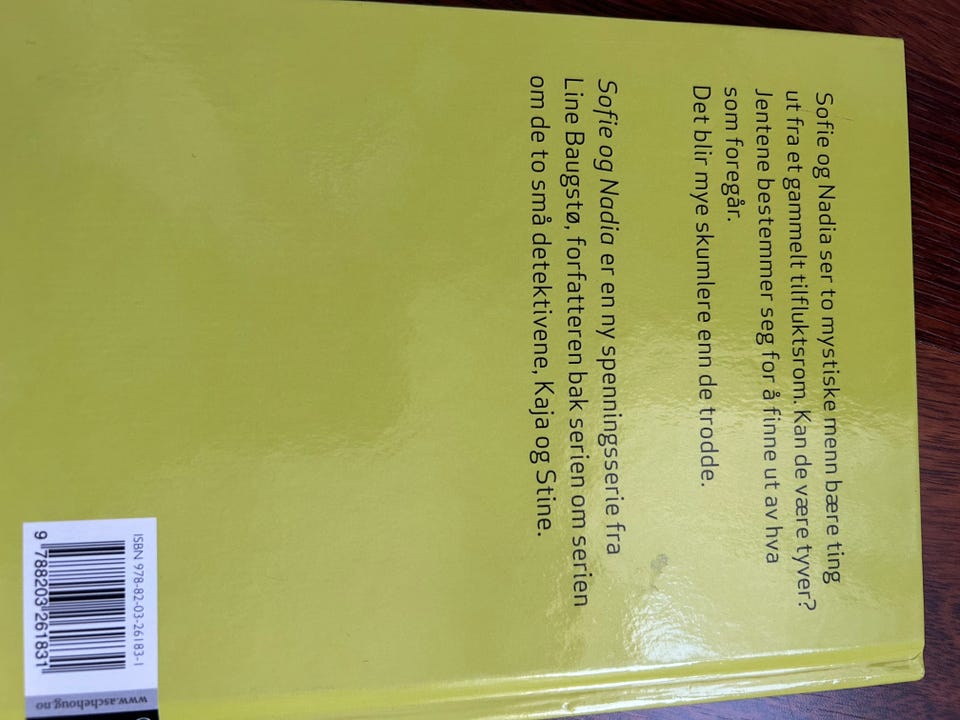 Sofie og Nadia ser to mystiske menn bære ting
ut fra et gammelt tilfluktsrom. Kan de være tyver?
Jentene bestemmer seg for å finne ut av hva
som foregår.
Det blir mye skumlere enn de trodde.
Sofie og Nadia er en ny spenningsserie fra
Line Baugstø, forfatteren bak serien om serien
om de to små detektivene, Kaja og Stine.
ISBN 978-82-03-26183-1
9 788203 261831
www.aschehoug.no